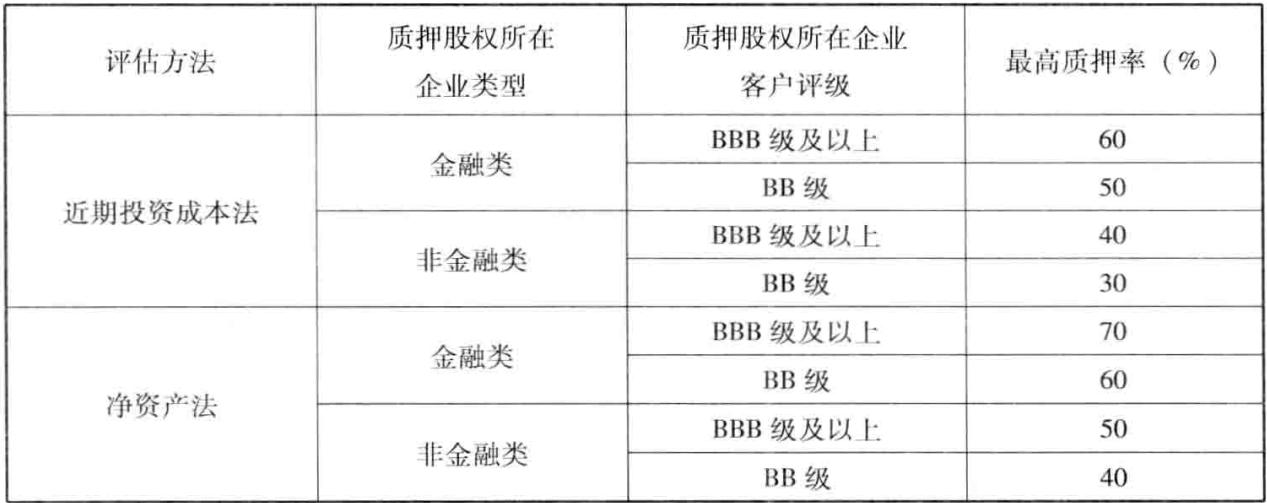 评估方法
质押股权所在
企业类型
质押股权所在企业
客户评级
最高质押率（%）
近期投资成本法
金融类
BBB 级及以上
60
BB 级
50
非金融类
BBB 级及以上
40
BB 级
30
净资产法
金融类
BBB 级及以上
70
BB 级
60
非金融类
BBB 级及以上
50
BB 级
40